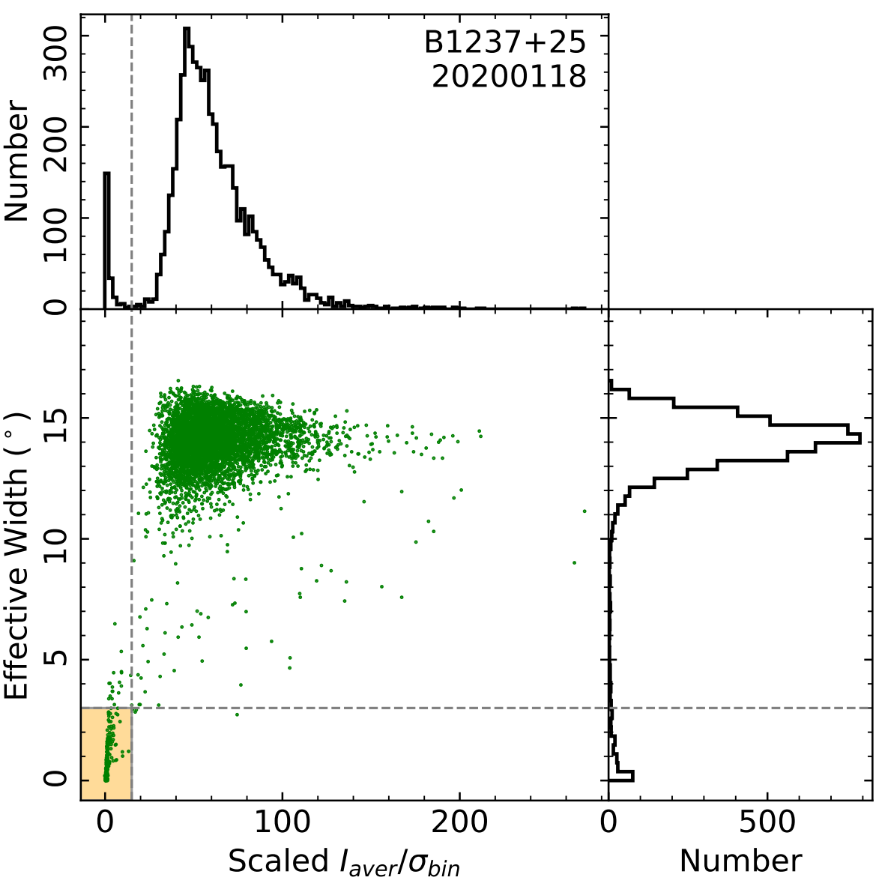 B1237+25
20200118
Number
300
200
100
0
Effective Width (°)
15
10
5
0
0 100 200
0 500
Scaled I_aver/σ_bin
Number